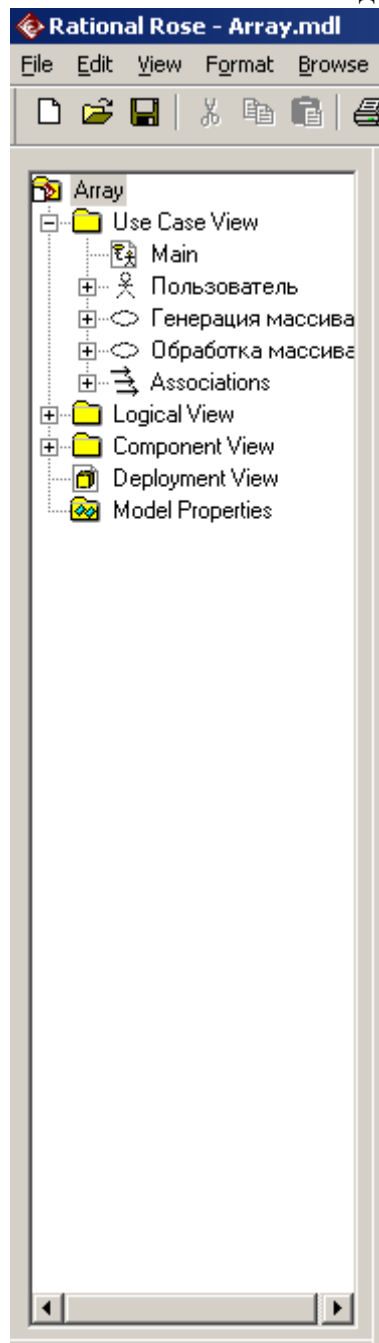 Rational Rose - Array.mdl
File Edit View Format Browse
Array
Use Case View
Main
Пользователь
Генерация массива
Обработка массива
Associations
Logical View
Component View
Deployment View
Model Properties